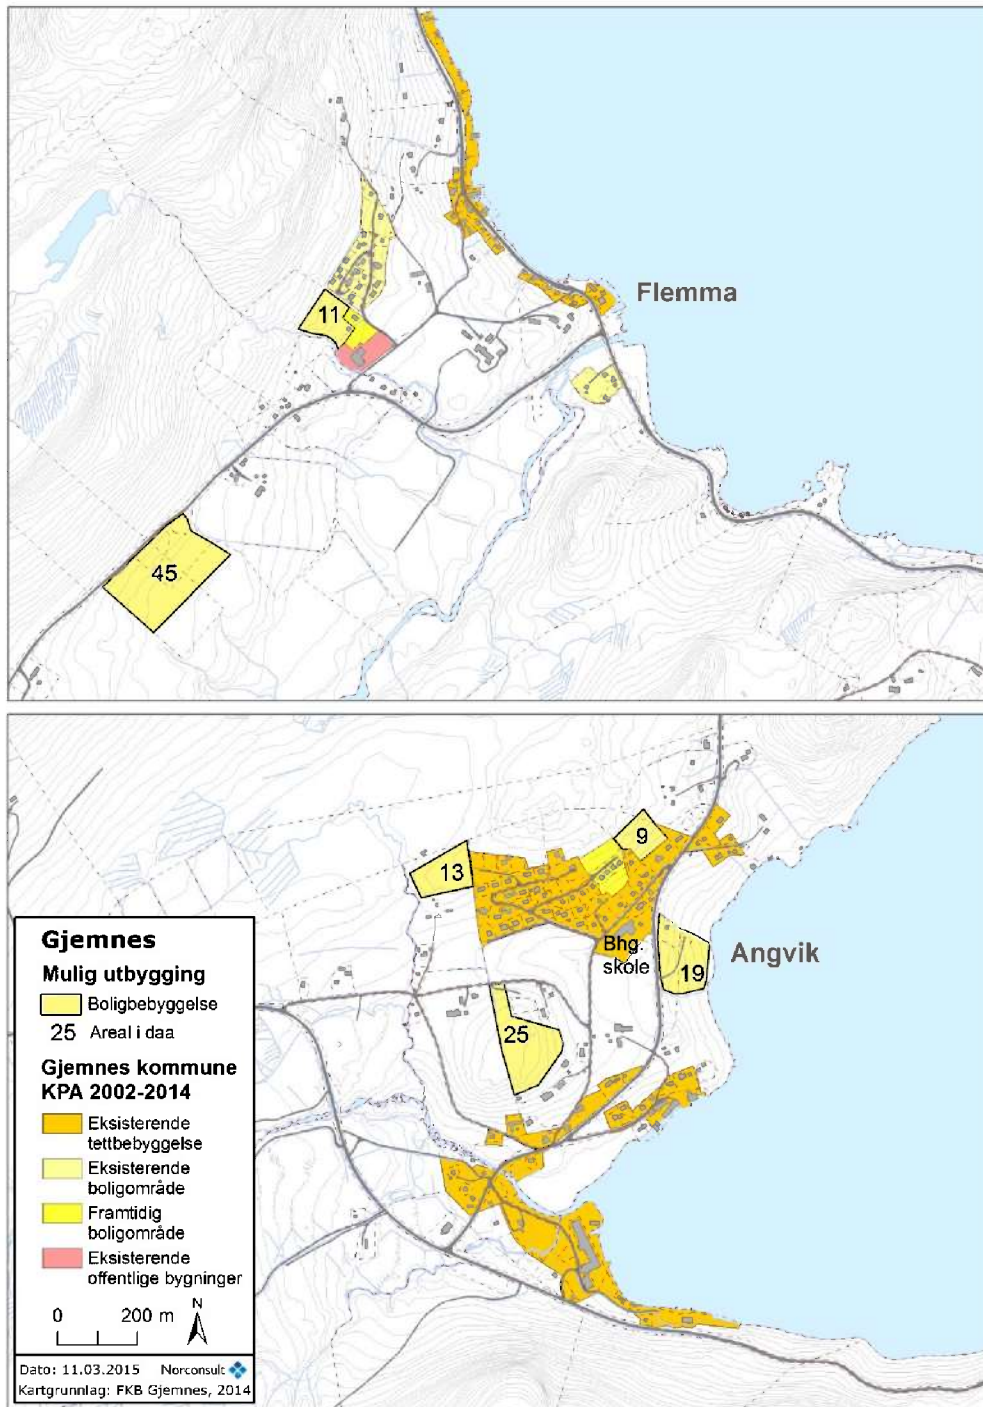 Flemma
11
45
9
13
Bhg.
skole
Angvik
19
25
Gjemnes
Mulig utbygging
Boligbebyggelse
25 Areal i daa
Gjemnes kommune
KPA 2002-2014
Eksisterende
tettbebyggelse
Eksisterende
boligområde
Framtidig
boligområde
Eksisterende
offentlige bygninger
0 200 m N
Dato: 11.03.2015 Norconsult
Kartgrunnlag: FKB Gjemnes, 2014